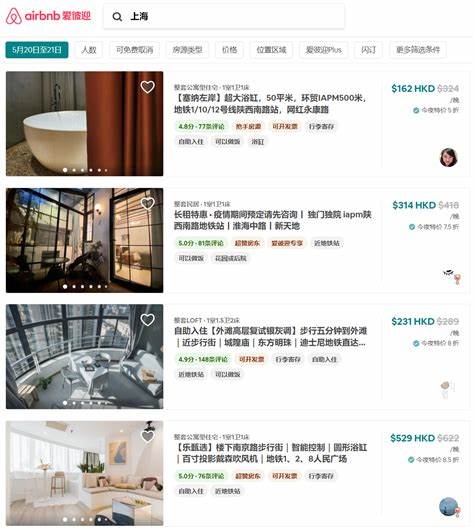 airbnb 爱彼迎
上海
5月20日至21日 人数 可免费取消 房源类型 价格 位置区域 爱彼迎Plus 闪订 更多筛选条件
整套公寓型住宅 · 1室1卫1床
【塞纳左岸】超大浴缸，50平米，环贸IAPM500米，
地铁1/10/12号线陕西南路站，网红永康路
4.8分 · 77条评论 抢手房源 可开发票 行李寄存
自助入住 可以做饭 浴缸
$162 HKD $324
/晚
今夜特价 5 折
整套民居 · 1室1卫1床
长租特惠 · 疫情期间预定请先咨询丨 独门独院 iapm陕
西南路地铁站丨淮海中路丨新天地
5.0分 · 81条评论 超赞房东 爱彼迎专享 近地铁站
可以做饭 花园或后院
$314 HKD $418
/晚
今夜特价 7.5 折
整套LOFT · 1室1.5卫2床
自助入住【外滩高层复试银灰调】步行五分钟到外滩
｜近步行街｜城隍庙｜东方明珠｜迪士尼地铁直达...
4.9分 · 148条评论 可开发票 行李寄存 自助入住
近地铁站 可以做饭
$231 HKD $289
/晚
今夜特价 8 折
整套公寓型住宅 · 1室1卫1床
【乐甄选】楼下南京路步行街｜智能控制｜圆形浴缸
｜百寸投影戴森吹风机｜地铁1、2、8人民广场
5.0分 · 76条评论 超赞房东 可开发票 行李寄存
自助入住 近地铁站
$529 HKD $622
/晚
今夜特价 8.5 折